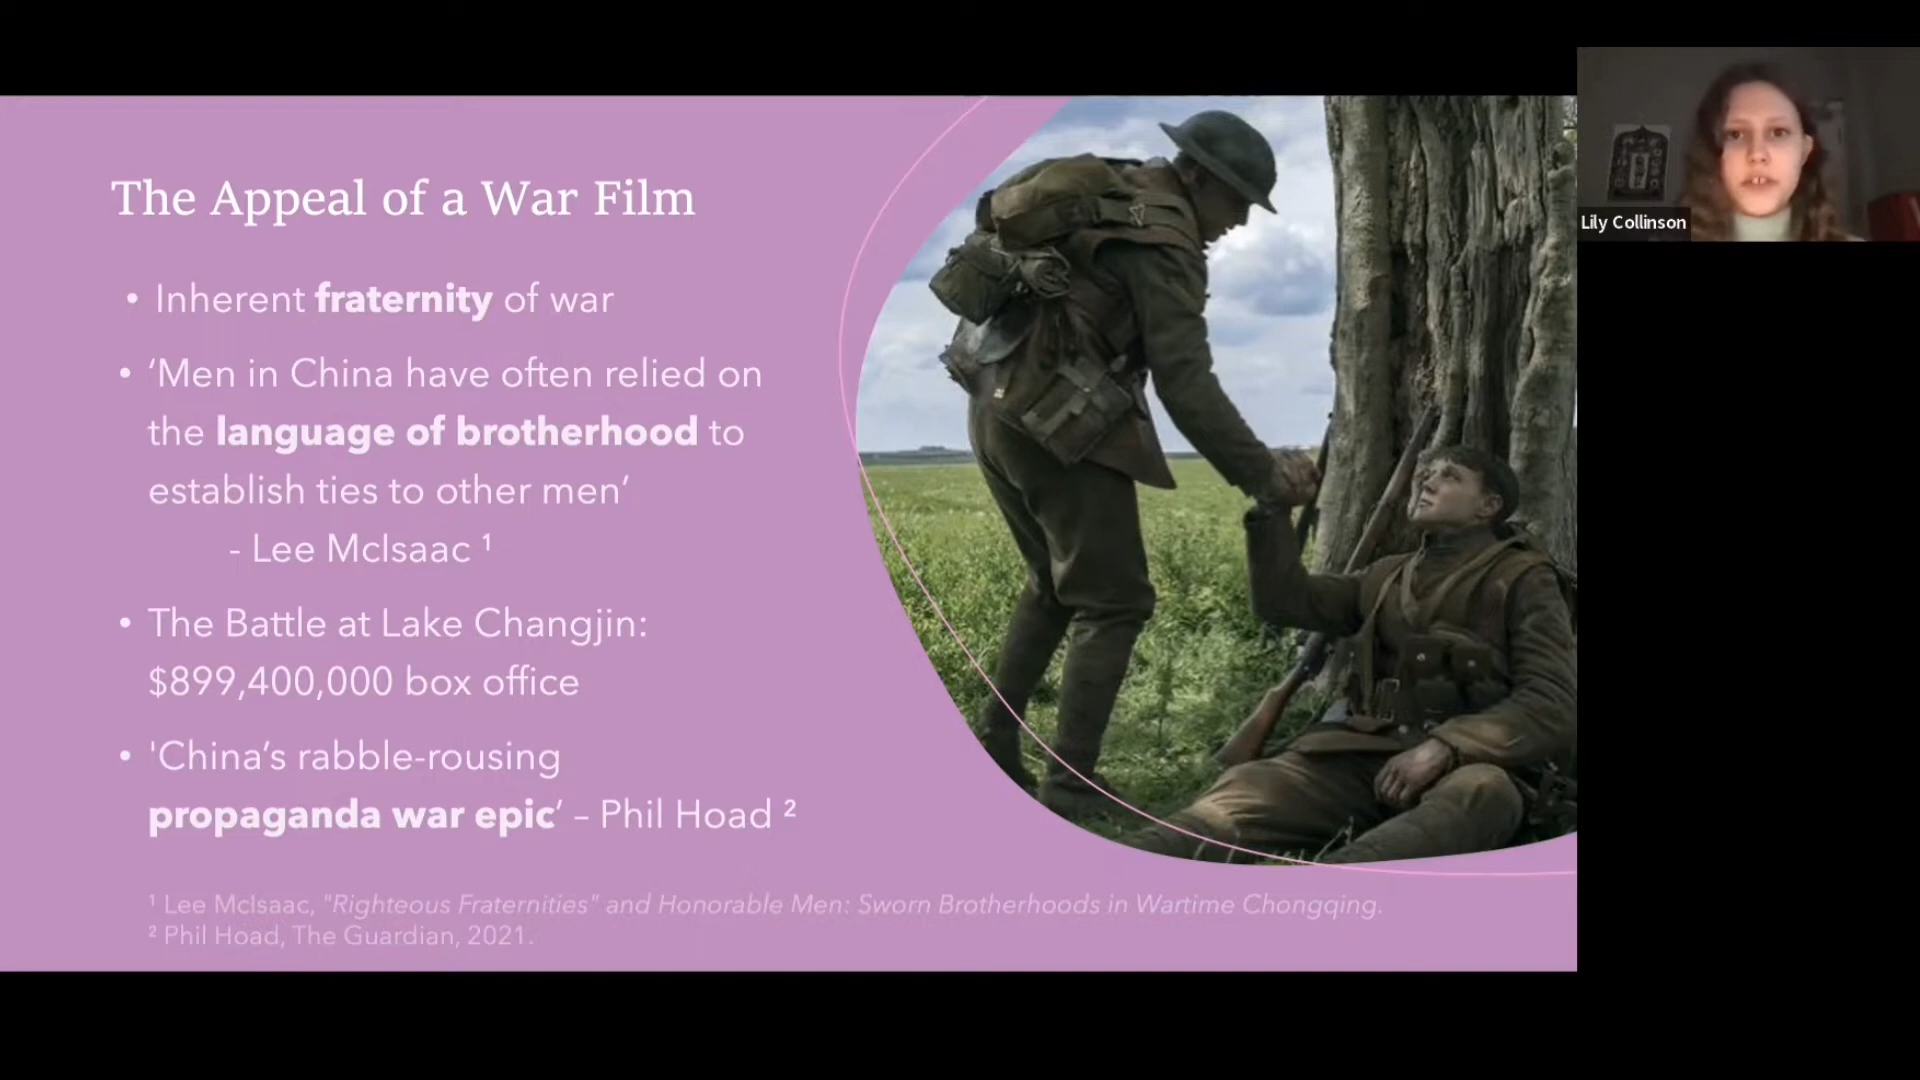 The Appeal of a War Film
• Inherent fraternity of war
• ‘Men in China have often relied on
the language of brotherhood to
establish ties to other men’
- Lee McIsaac ¹
• The Battle at Lake Changjin:
$899,400,000 box office
• 'China’s rabble-rousing
propaganda war epic’ – Phil Hoad ²
¹ Lee McIsaac, "Righteous Fraternities" and Honorable Men: Sworn Brotherhoods in Wartime Chongqing.
² Phil Hoad, The Guardian, 2021.
Lily Collinson